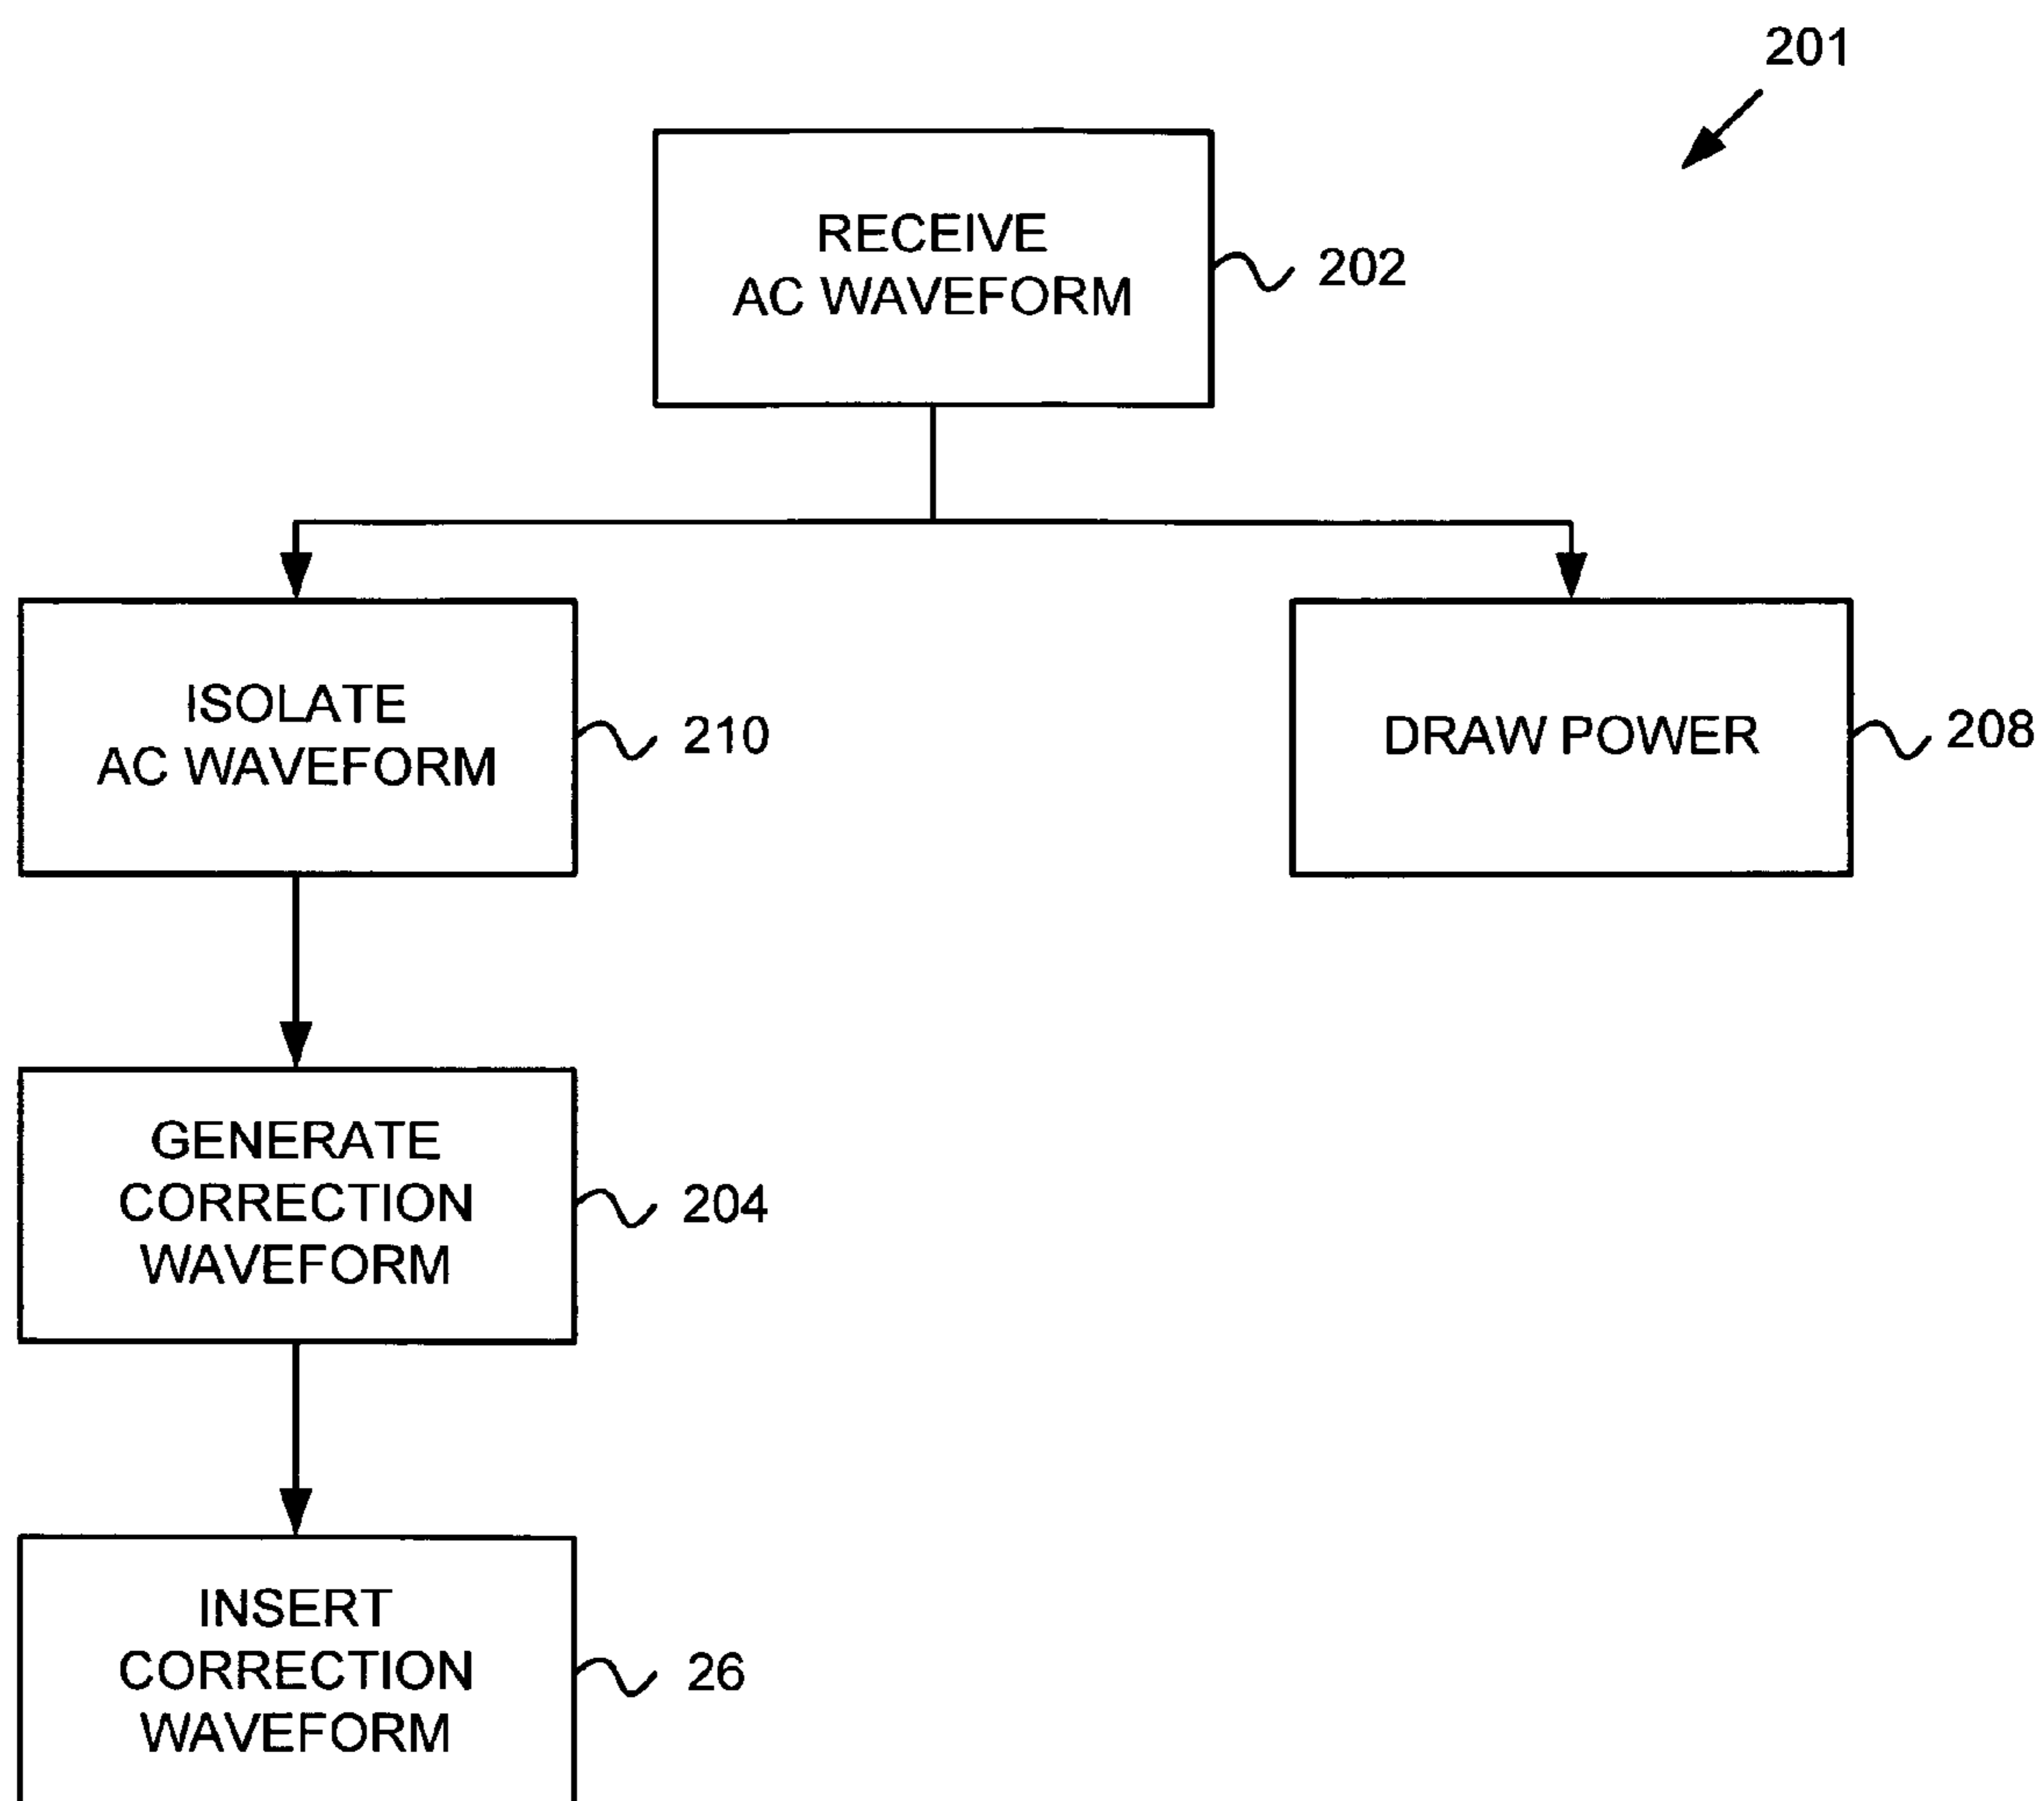 201
RECEIVE
AC WAVEFORM
202
ISOLATE
AC WAVEFORM
210
DRAW POWER
208
GENERATE
CORRECTION
WAVEFORM
204
INSERT
CORRECTION
WAVEFORM
26